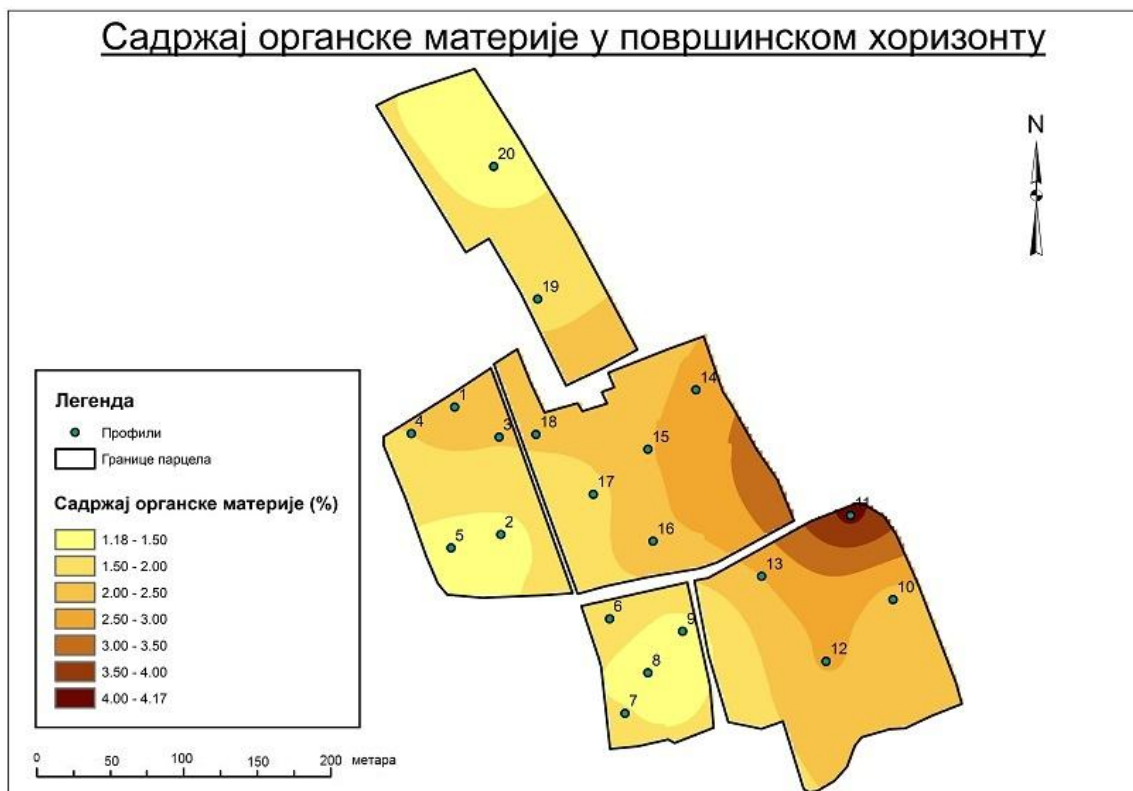 Садржај органске материје у површинском хоризонту
N
20
19
14
1
4
3
18
15
17
2
5
16
11
13
10
6
9
12
8
7
Легенда
Профили
Границе парцела
Садржај органске материје (%)
1.18 - 1.50
1.50 - 2.00
2.00 - 2.50
2.50 - 3.00
3.00 - 3.50
3.50 - 4.00
4.00 - 4.17
0 50 100 150 200 метара